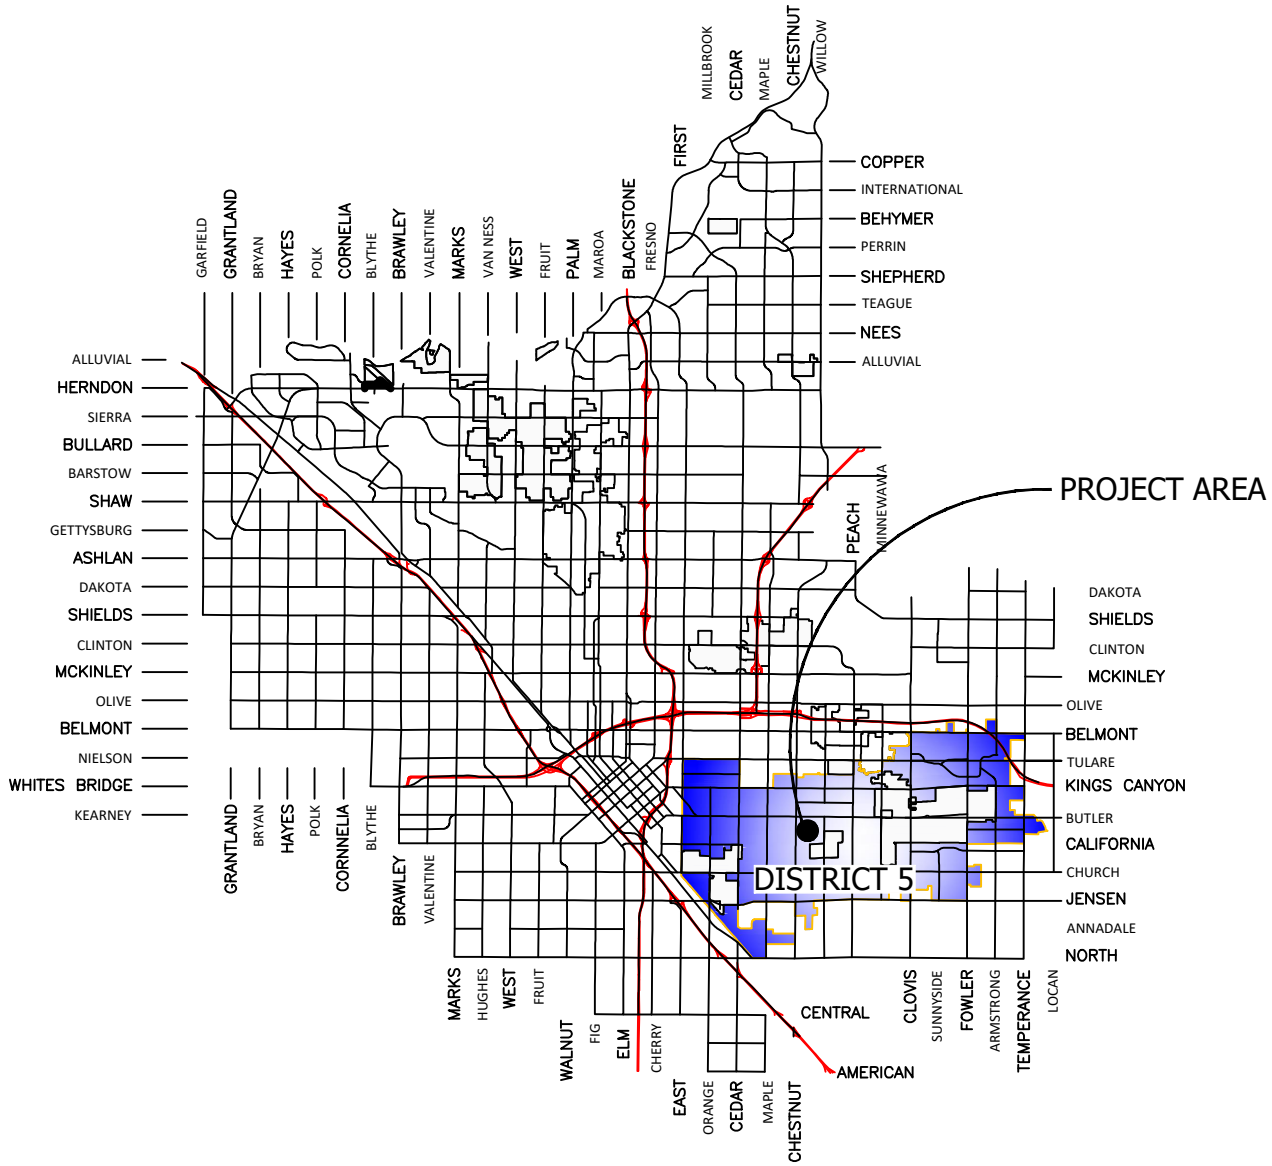 MILLBROOK
CEDAR
MAPLE
CHESTNUT
WILLOW
FIRST
COPPER
INTERNATIONAL
BEHYMER
PERRIN
SHEPHERD
TEAGUE
NEES
ALLUVIAL
GARFIELD
GRANTLAND
BRYAN
HAYES
POLK
CORNELIA
BLYTHE
BRAWLEY
VALENTINE
MARKS
VAN NESS
WEST
FRUIT
PALM
MAROA
BLACKSTONE
FRESNO
ALLUVIAL
HERNDON
SIERRA
BULLARD
BARSTOW
SHAW
GETTYSBURG
ASHLAN
DAKOTA
SHIELDS
CLINTON
MCKINLEY
OLIVE
BELMONT
NIELSON
WHITES BRIDGE
KEARNEY
PROJECT AREA
PEACH
MINNEWAWA
DAKOTA
SHIELDS
CLINTON
MCKINLEY
OLIVE
BELMONT
TULARE
KINGS CANYON
BUTLER
CALIFORNIA
CHURCH
JENSEN
ANNADALE
NORTH
DISTRICT 5
GRANTLAND
BRYAN
HAYES
POLK
CORNNELIA
BLYTHE
BRAWLEY
VALENTINE
MARKS
HUGHES
WEST
FRUIT
WALNUT
FIG
ELM
CHERRY
EAST
ORANGE
CEDAR
MAPLE
CHESTNUT
CENTRAL
AMERICAN
CLOVIS
SUNNYSIDE
FOWLER
ARMSTRONG
TEMPERANCE
LOCAN